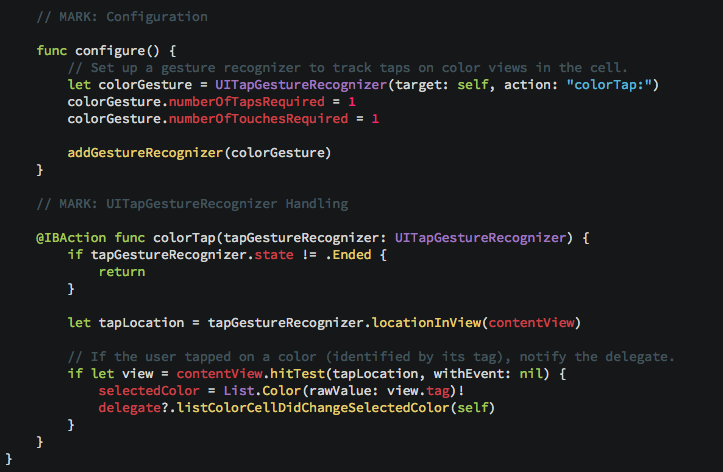 // MARK: Configuration

    func configure() {
        // Set up a gesture recognizer to track taps on color views in the cell.
        let colorGesture = UITapGestureRecognizer(target: self, action: "colorTap:")
        colorGesture.numberOfTapsRequired = 1
        colorGesture.numberOfTouchesRequired = 1

        addGestureRecognizer(colorGesture)
    }

    // MARK: UITapGestureRecognizer Handling

    @IBAction func colorTap(tapGestureRecognizer: UITapGestureRecognizer) {
        if tapGestureRecognizer.state != .Ended {
            return
        }

        let tapLocation = tapGestureRecognizer.locationInView(contentView)

        // If the user tapped on a color (identified by its tag), notify the delegate.
        if let view = contentView.hitTest(tapLocation, withEvent: nil) {
            selectedColor = List.Color(rawValue: view.tag)!
            delegate?.listColorCellDidChangeSelectedColor(self)
        }
    }
}